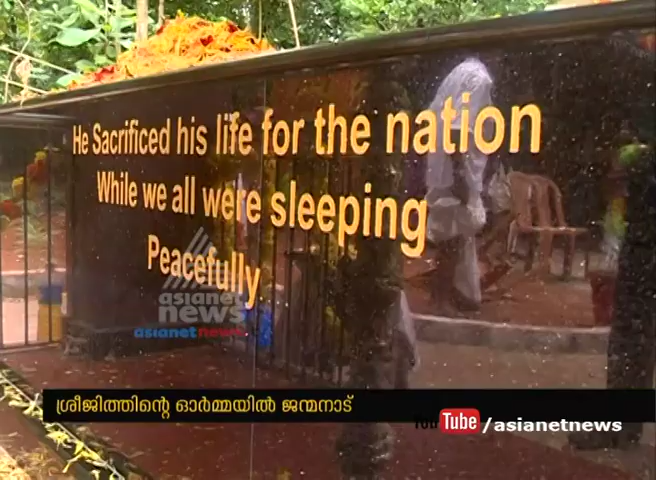 He Sacrificed his life for the nation
While we all were sleeping
Peacefully
asianet
news
asianetnews
ശ്രീജിത്തിന്റെ ഓർമ്മയിൽ ജന്മനാട്
YouTube /asianetnews